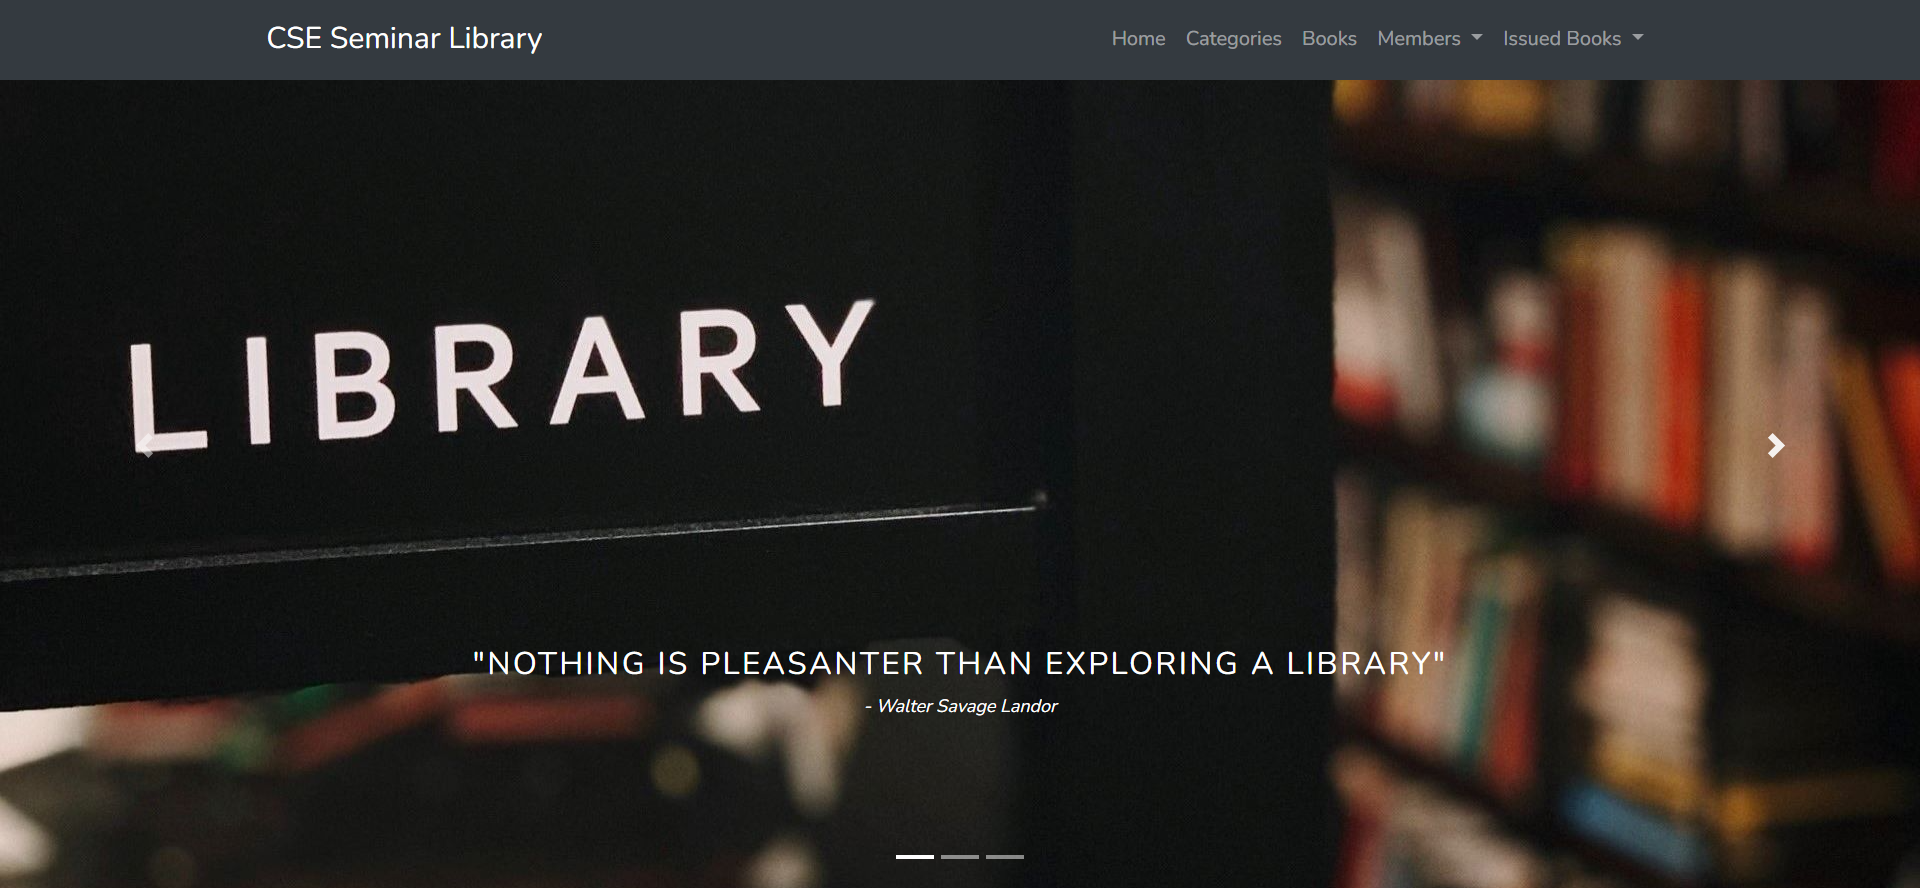 CSE Seminar Library
Home Categories Books Members Issued Books
LIBRARY
"NOTHING IS PLEASANTER THAN EXPLORING A LIBRARY"
- Walter Savage Landor